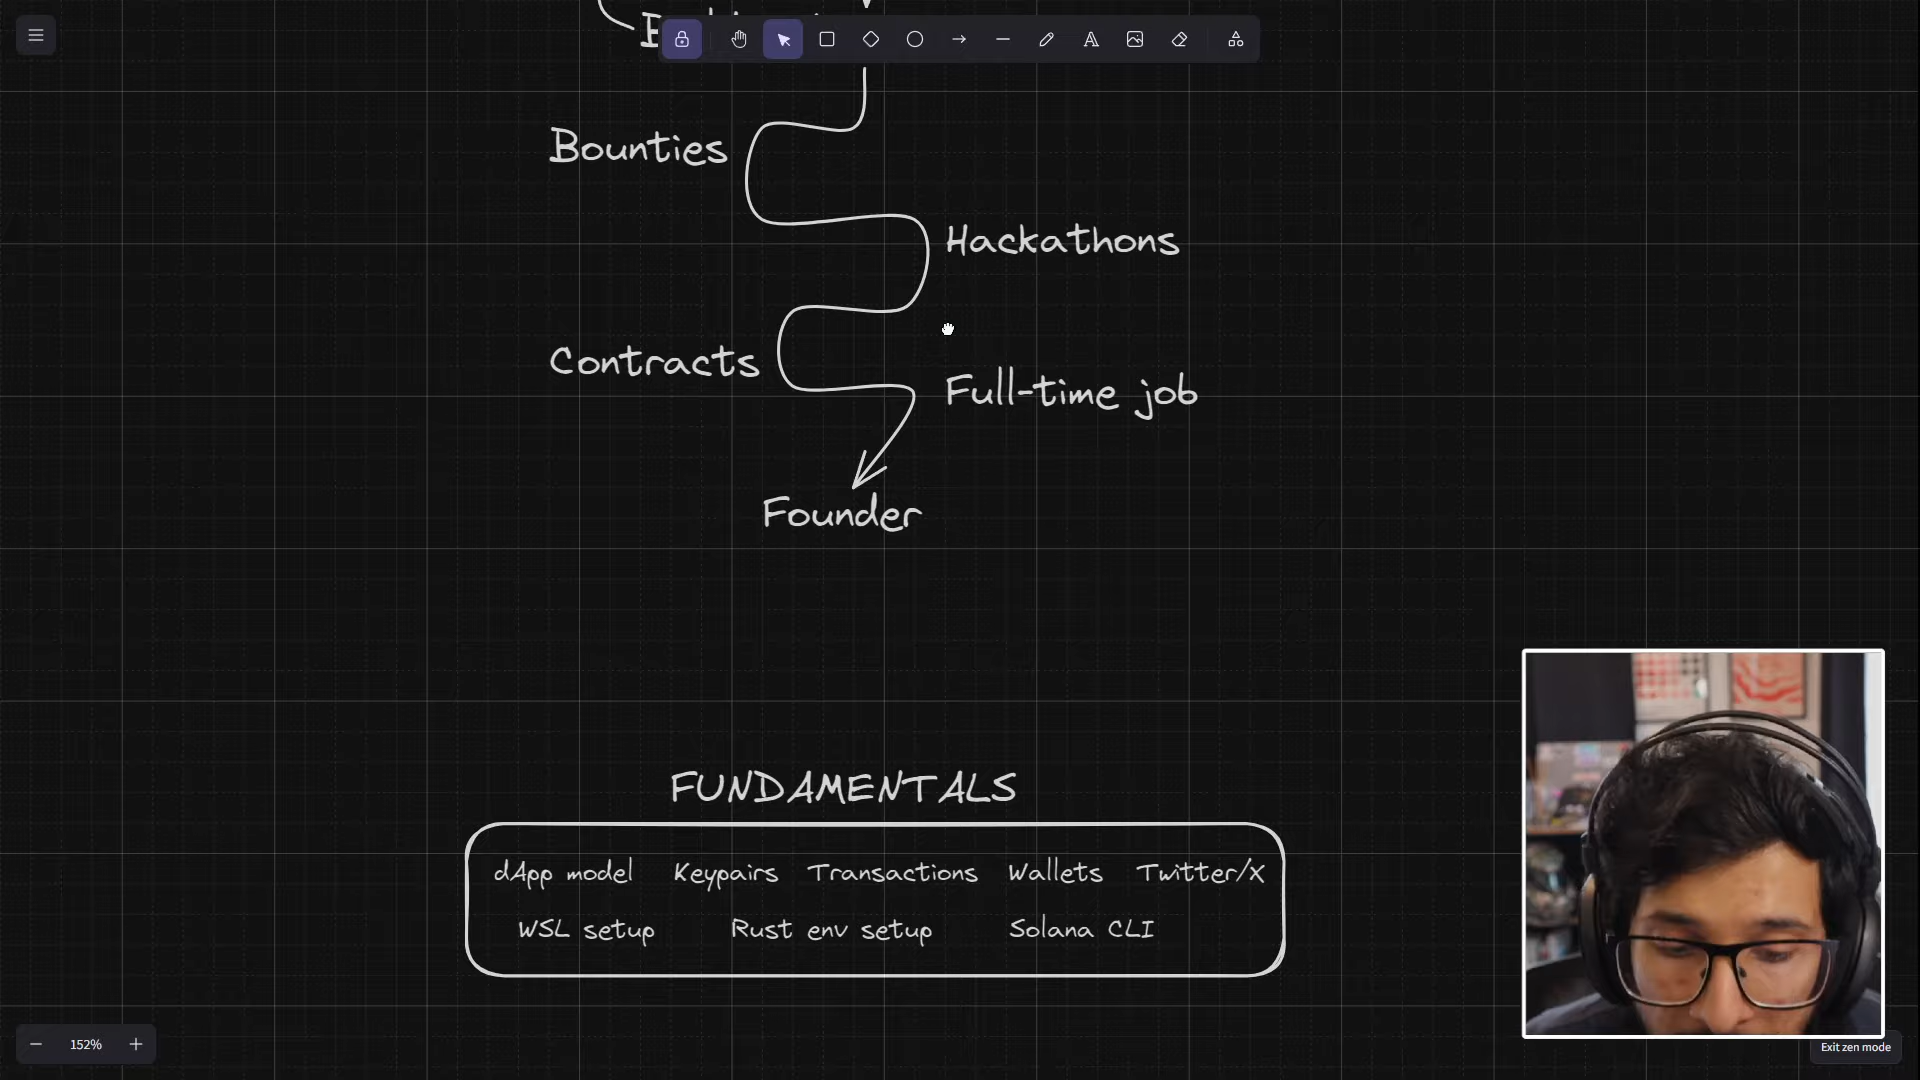 Bounties
Hackathons
Contracts
Full-time job
Founder
FUNDAMENTALS
dApp model Keypairs Transactions Wallets Twitter/X
WSL setup Rust env setup Solana CLI
152%
Exit zen mode